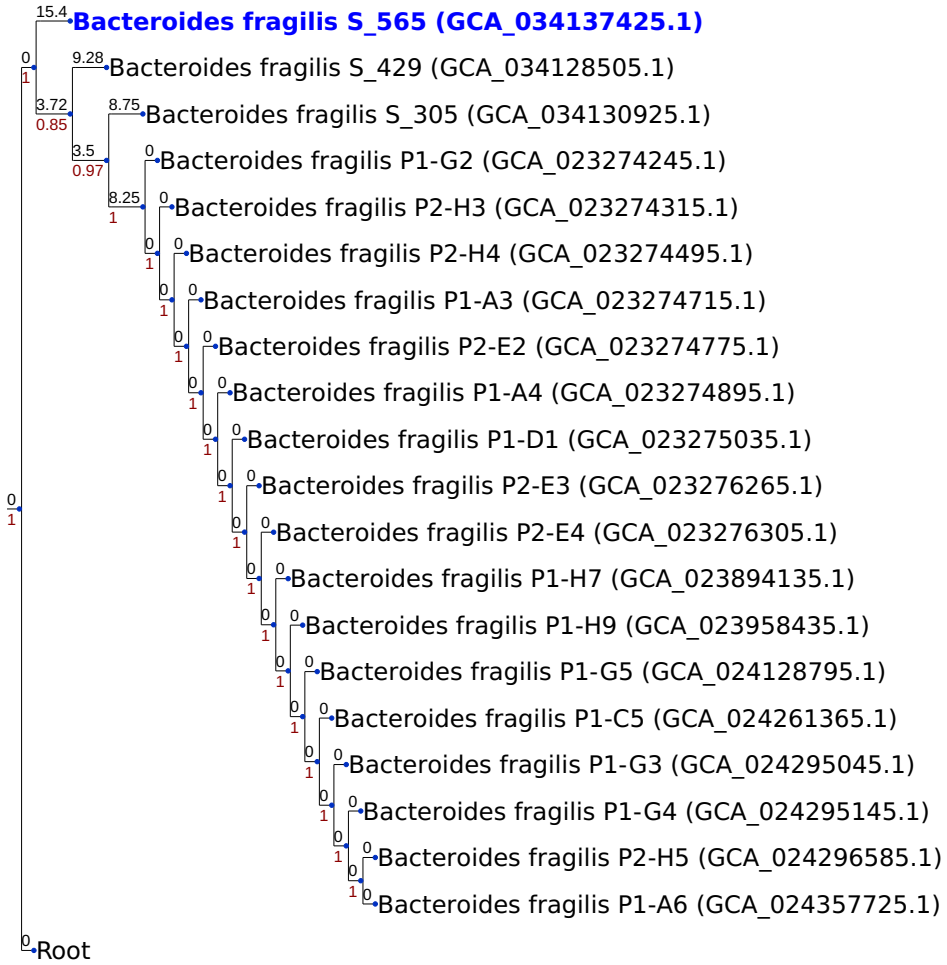 15.4 Bacteroides fragilis S_565 (GCA_034137425.1)
0
1
9.28 Bacteroides fragilis S_429 (GCA_034128505.1)
3.72
0.85
8.75 Bacteroides fragilis S_305 (GCA_034130925.1)
3.5
0.97
0 Bacteroides fragilis P1-G2 (GCA_023274245.1)
8.25
1
0 Bacteroides fragilis P2-H3 (GCA_023274315.1)
0
1
0 Bacteroides fragilis P2-H4 (GCA_023274495.1)
0
1
0 Bacteroides fragilis P1-A3 (GCA_023274715.1)
0
1
0 Bacteroides fragilis P2-E2 (GCA_023274775.1)
0
1
0 Bacteroides fragilis P1-A4 (GCA_023274895.1)
0
1
0 Bacteroides fragilis P1-D1 (GCA_023275035.1)
0
1
0 Bacteroides fragilis P2-E3 (GCA_023276265.1)
0
1
0 Bacteroides fragilis P2-E4 (GCA_023276305.1)
0
1
0 Bacteroides fragilis P1-H7 (GCA_023894135.1)
0
1
0 Bacteroides fragilis P1-H9 (GCA_023958435.1)
0
1
0 Bacteroides fragilis P1-G5 (GCA_024128795.1)
0
1
0 Bacteroides fragilis P1-C5 (GCA_024261365.1)
0
1
0 Bacteroides fragilis P1-G3 (GCA_024295045.1)
0
1
0 Bacteroides fragilis P1-G4 (GCA_024295145.1)
0
1
0 Bacteroides fragilis P2-H5 (GCA_024296585.1)
0
1
0 Bacteroides fragilis P1-A6 (GCA_024357725.1)
0
1
0 Root